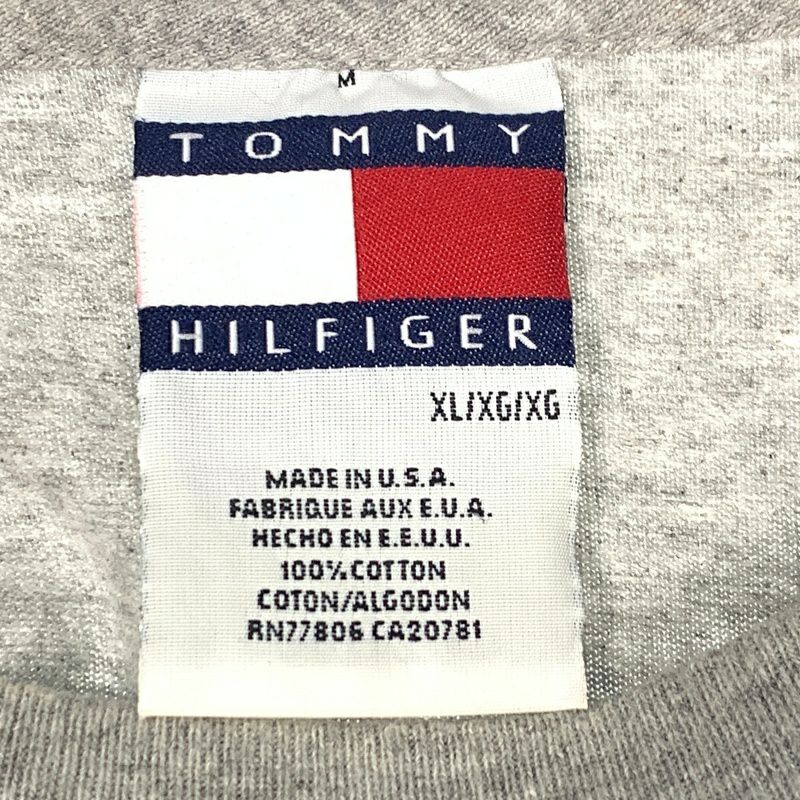 M
TOMMY
HILFIGER
XL/XG/XG
MADE IN U.S.A.
FABRIQUE AUX E.U.A.
HECHO EN E.E.U.U.
100% COTTON
COTON/ALGODON
RN77806 CA20781